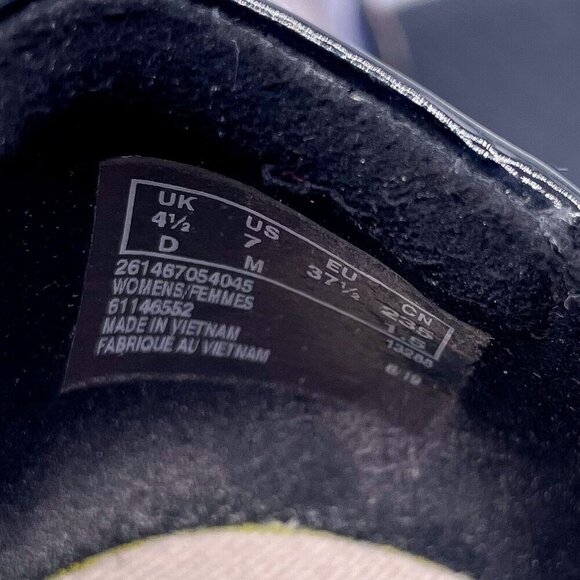 UK US EU CN
4½ 7 37½ 235
D M 1.5
261467054045
WOMENS/FEMMES
61146552
MADE IN VIETNAM
FABRIQUE AU VIETNAM